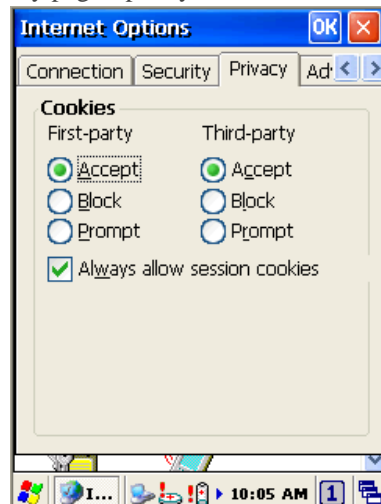 Internet Options OK
Connection Security Privacy Ad
Cookies
First-party Third-party
Accept Accept
Block Block
Prompt Prompt
Always allow session cookies
I... 10:05 AM 1